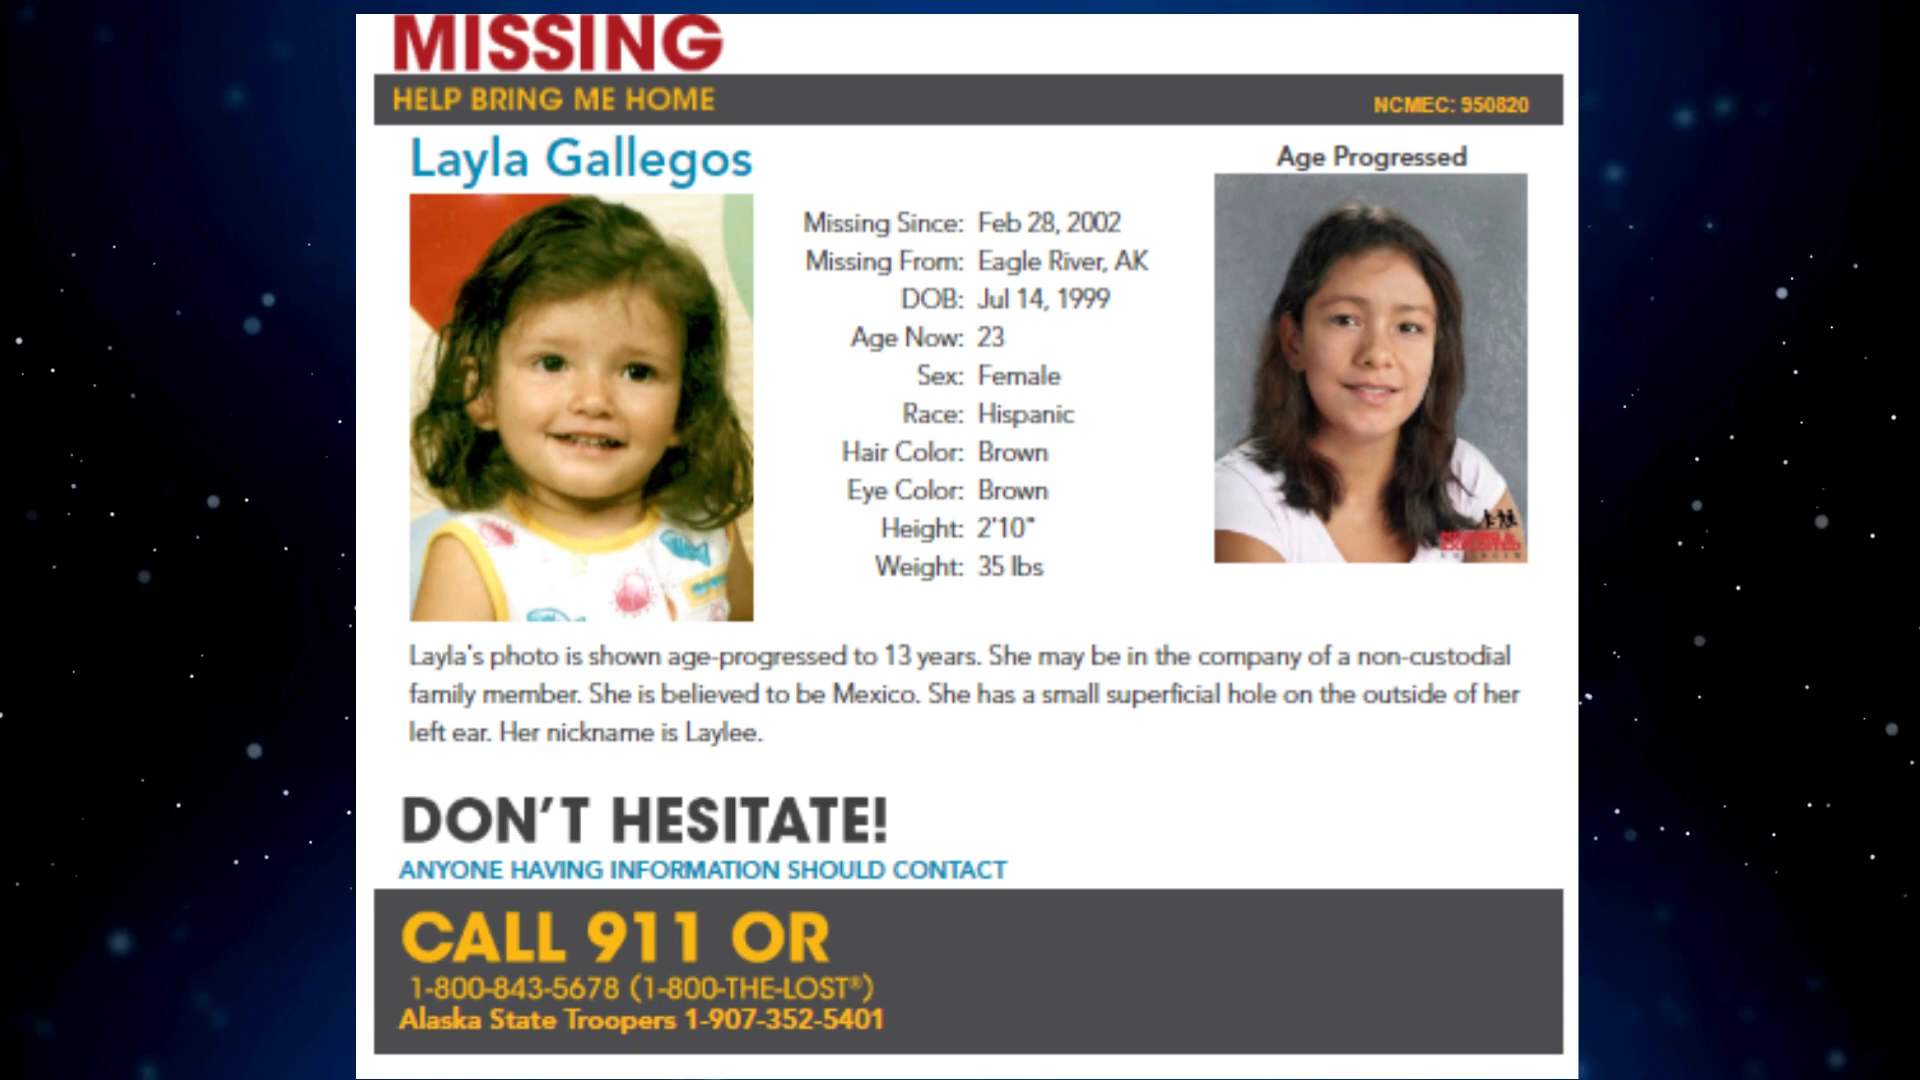 MISSING
HELP BRING ME HOME
NCMEC: 950820
Layla Gallegos
Age Progressed
Missing Since: Feb 28, 2002
Missing From: Eagle River, AK
DOB: Jul 14, 1999
Age Now: 23
Sex: Female
Race: Hispanic
Hair Color: Brown
Eye Color: Brown
Height: 2'10"
Weight: 35 lbs
Layla's photo is shown age-progressed to 13 years. She may be in the company of a non-custodial
family member. She is believed to be Mexico. She has a small superficial hole on the outside of her
left ear. Her nickname is Laylee.
DON'T HESITATE!
ANYONE HAVING INFORMATION SHOULD CONTACT
CALL 911 OR
1-800-843-5678 (1-800-THE-LOST®)
Alaska State Troopers 1-907-352-5401